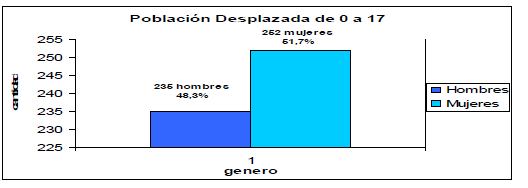 Población Desplazada de 0 a 17
252 mujeres
51,7%
235 hombres
48,3%
255
250
245
240
235
230
225
cantidad
1
genero
Hombres
Mujeres